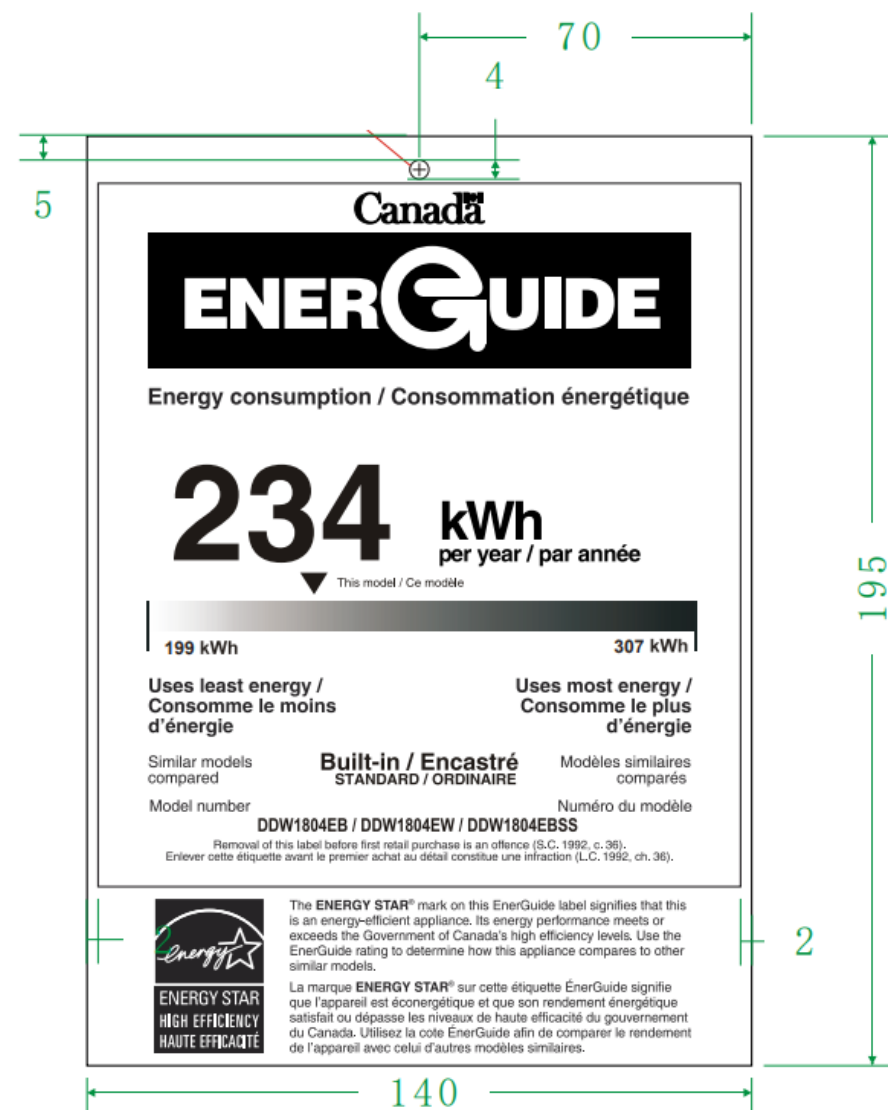 70
4
5
Canada
ENERGUIDE
Energy consumption / Consommation énergétique
234 kWh
per year / par année
This model / Ce modèle
199 kWh 307 kWh
195
Uses least energy /
Consomme le moins
d'énergie
Uses most energy /
Consomme le plus
d'énergie
Similar models
compared
Built-in / Encastré
STANDARD / ORDINAIRE
Modèles similaires
comparés
Model number
Numéro du modèle
DDW1804EB / DDW1804EW / DDW1804EBSS
Removal of this label before first retail purchase is an offence (S.C. 1992, c. 36).
Enlever cette étiquette avant le premier achat au détail constitue une infraction (L.C. 1992, ch. 36).
2
energy
ENERGY STAR
HIGH EFFICIENCY
HAUTE EFFICACITÉ
The ENERGY STAR® mark on this EnerGuide label signifies that this
is an energy-efficient appliance. Its energy performance meets or
exceeds the Government of Canada's high efficiency levels. Use the
EnerGuide rating to determine how this appliance compares to other
similar models.
La marque ENERGY STAR® sur cette étiquette ÉnerGuide signifie
que l'appareil est éconergétique et que son rendement énergétique
satisfait ou dépasse les niveaux de haute efficacité du gouvernement
du Canada. Utilisez la cote ÉnerGuide afin de comparer le rendement
de l'appareil avec celui d'autres modèles similaires.
2
140